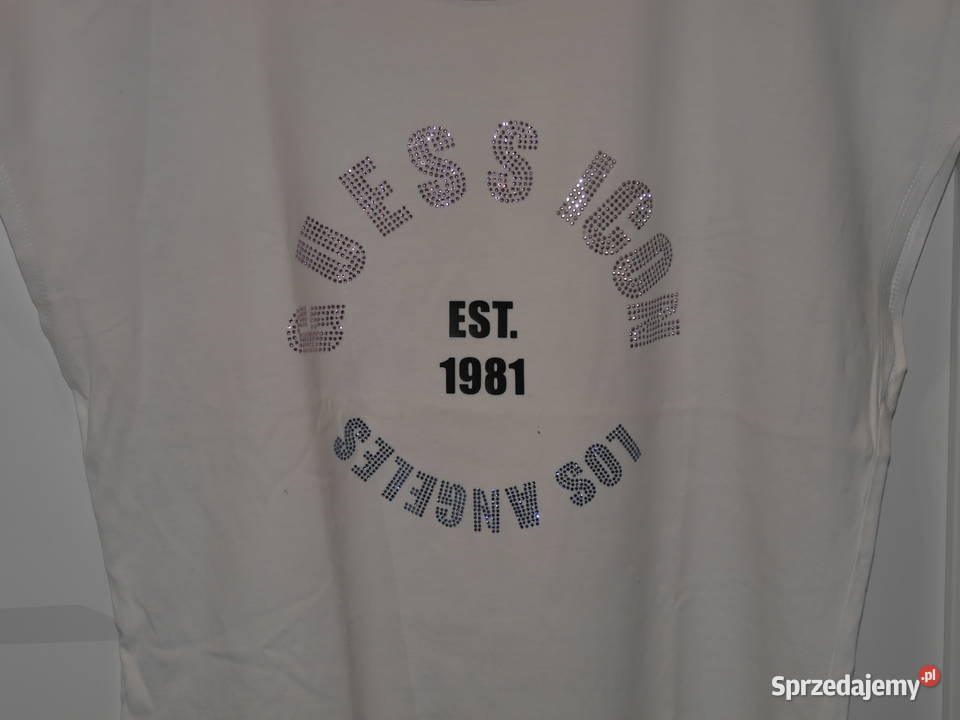 GUESS ICON
EST.
1981
LOS ANGELES
Sprzedajemy.pl